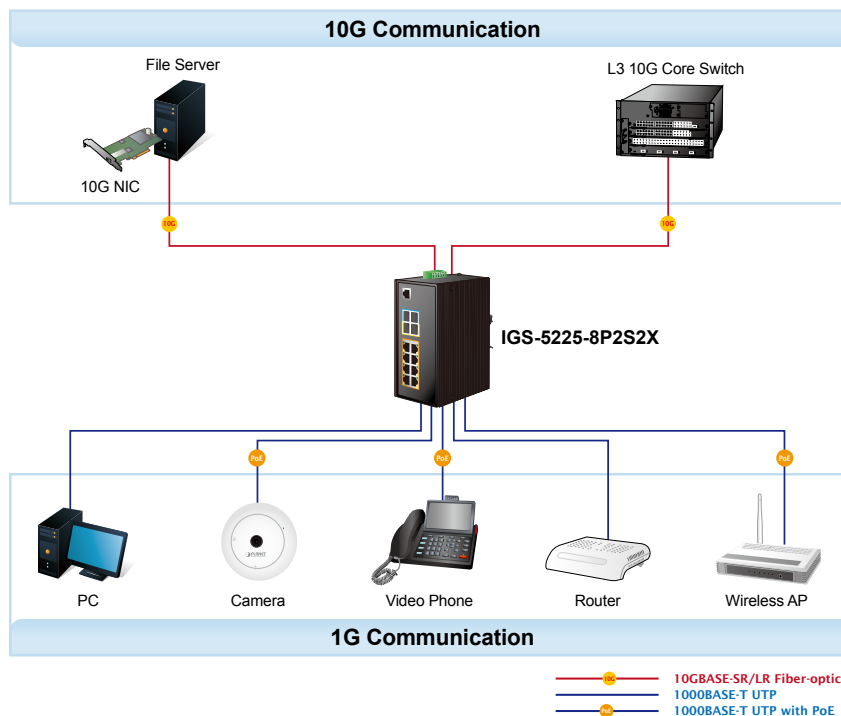 10G Communication
File Server
L3 10G Core Switch
10G NIC
10G
10G
IGS-5225-8P2S2X
PoE
PoE
PoE
PLANET
PC
Camera
Video Phone
Router
Wireless AP
1G Communication
10G
10GBASE-SR/LR Fiber-optic
1000BASE-T UTP
PoE
1000BASE-T UTP with PoE